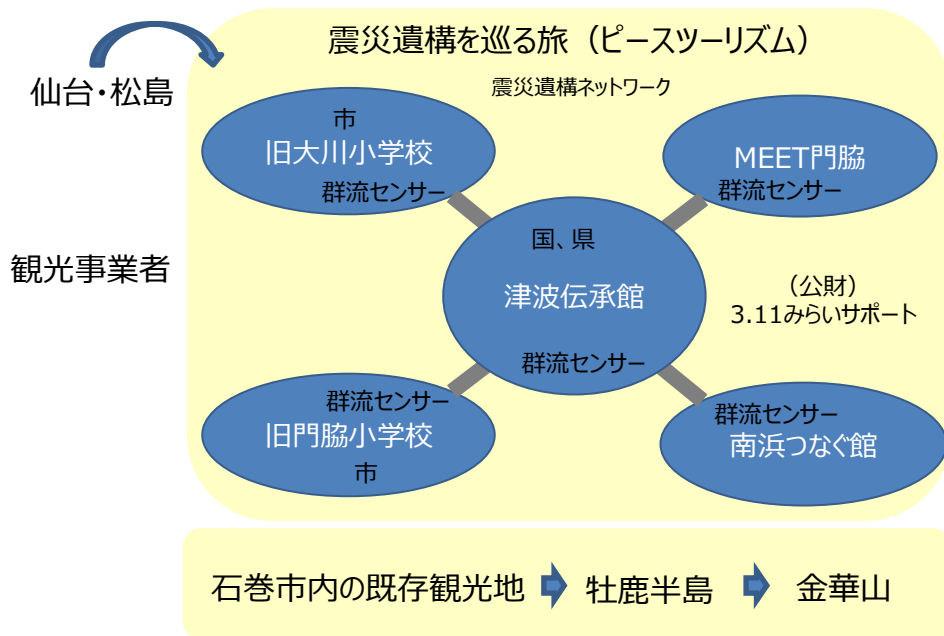 震災遺構を巡る旅（ピースツーリズム）
仙台・松島
震災遺構ネットワーク
市
旧大川小学校
群流センサー
MEET門脇
群流センサー
国、県
津波伝承館
群流センサー
観光事業者
（公財）
3.11みらいサポート
群流センサー
旧門脇小学校
市
群流センサー
南浜つなぐ館
石巻市内の既存観光地
牡鹿半島
金華山